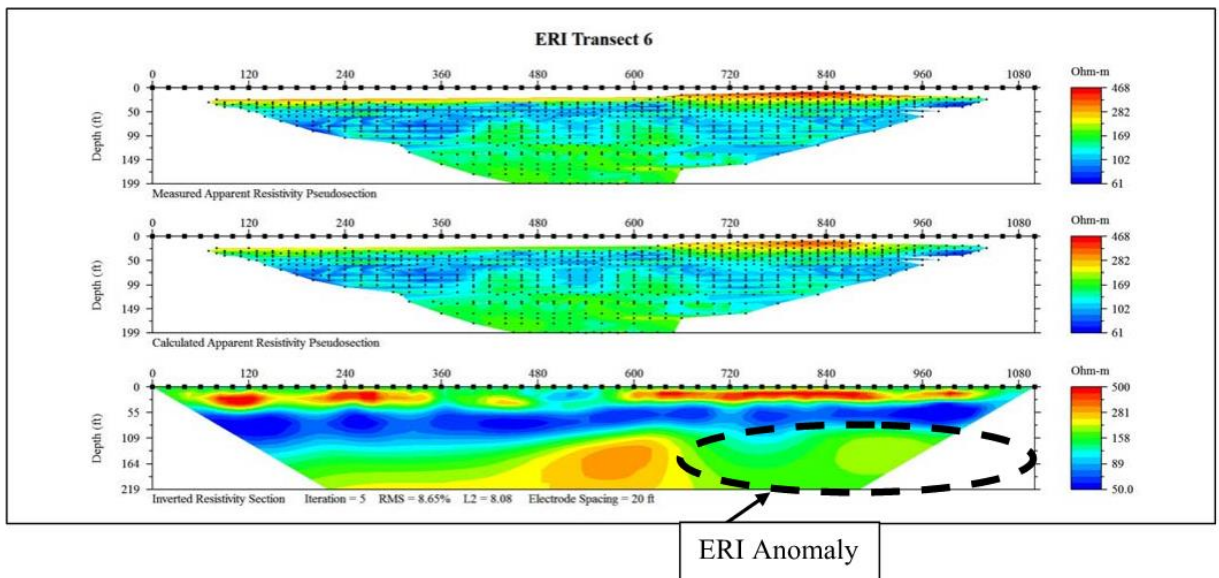 ERI Transect 6
0 120 240 360 480 600 720 840 960 1080
Ohm-m
Depth (ft)
0
50
99
149
199
468
282
169
102
61
Measured Apparent Resistivity Pseudosection
0 120 240 360 480 600 720 840 960 1080
Ohm-m
Depth (ft)
0
50
99
149
199
468
282
169
102
61
Calculated Apparent Resistivity Pseudosection
0 120 240 360 480 600 720 840 960 1080
Ohm-m
Depth (ft)
0
55
109
164
219
500
281
158
89
50.0
Inverted Resistivity Section Iteration = 5 RMS = 8.65% L2 = 8.08 Electrode Spacing = 20 ft
ERI Anomaly